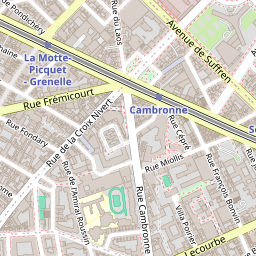 de Pondichéry
Rue du Laos
Avenue de Suffren
La Motte-
Picquet
- Grenelle
Rue Frémicourt
Cambronne
Rue Fondary
Rue de la Croix Nivert
Rue Cépré
Rue Miollis
Rue François Bonvin
Rue de l'Amiral Roussin
Rue Cambronne
Villa Poirier
Lecourbe